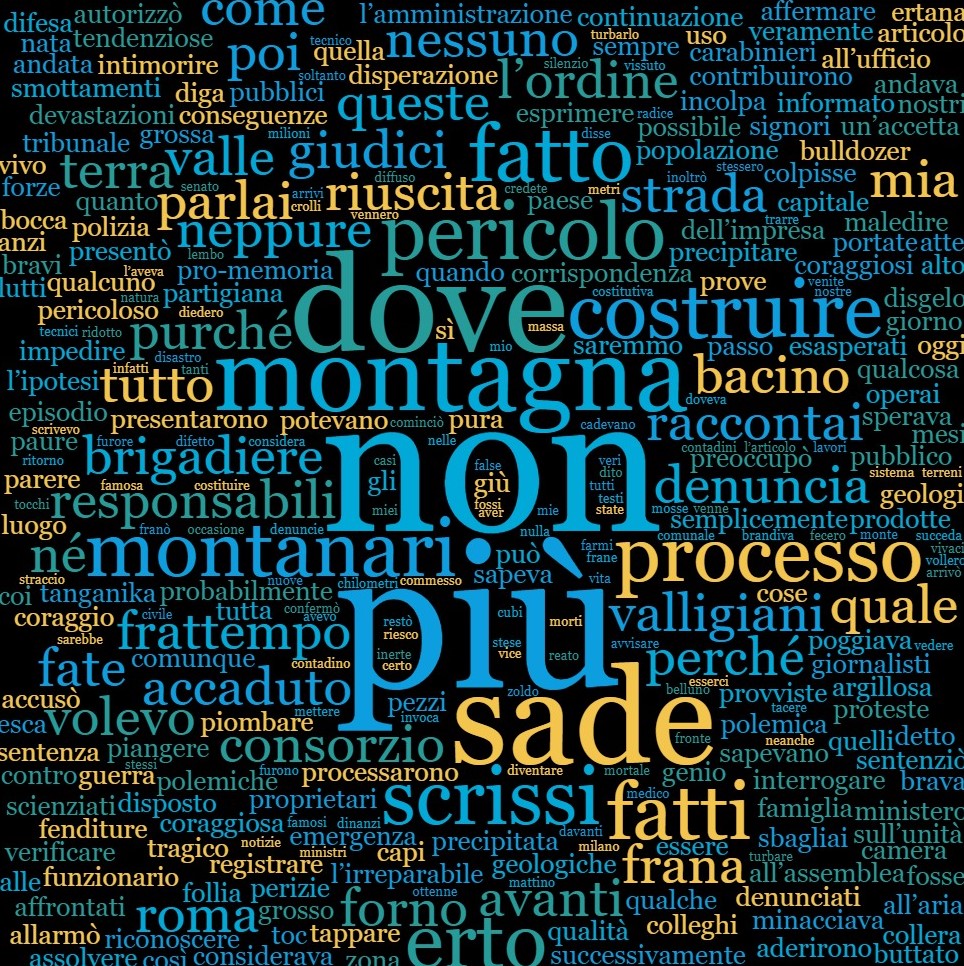 difesa autorizzò come l'amministrazione continuazione affermare ertana
nata tendenziose poi tecnico quella nessuno turbarlo sempre uso veramente articolo
andata intimorire soltanto disperazione silenzio vissuto carabinieri all'ufficio
smottamenti diga pubblici l'ordine contribuirono andava
devastazioni conseguenze queste esprimere radice incolpa informato nostri
tribunale grossa milioni giudici fatto disse possibile signori un'accetta
vivo terra valle diffuso inoltrò popolazione stessero bulldozer
forze senato arrivi riuscita credete metri strada colpisse mia
quanto parlai crolli paese capitale
bocca polizia vennero neppure pericolo trarre dell'impresa maledire
anzi presentò lembo precipitare portate atte
bravi l'aveva pro-memoria quando corrispondenza prove coraggiosi alto
lutti qualcuno natura partigiana dove costitutiva venite nostre disgelo
pericoloso diedero purché sì massa costruire giorno
tecnici ridotto mio saremmo passo esasperati oggi
impedire disastro montagna
l'ipotesi infatti tanti tutto doveva bacino qualcosa
operai
episodio presentarono potevano cominciò pura cadevano raccontai sperava
paure scrivevo furore difetto considera nelle contadini l'articolo lavori mesi
ritorno brigadiere casi non false veri preoccupò pubblico
parere famosa costituire gli giù dito denuncia sistema terreni
tocchi responsabili miei fossi tutti geologi
aver testi mosse venne
luogo franò occasione denuncie mie state semplicemente prodotte
né montanari nulla comunale brandiva fecero monte succeda
può farmi processo vivaci
straccio nuove chilometri commesso sapeva frane vollero
coi tanganika probabilmente vita cose arrivò
coraggio civile tutta confermò avevo più cubi valligiani quale
sarebbe frattempo restò riesco morti poggiava vedere
fate comunque contadino inerte stese avvisare perché giornalisti
certo vice reato esserci
accusò accaduto pezzi zoldo sade belluno provviste argillosa
esca volevo mettere invoca tacere proteste
piombare fronte polemica
sentenza piangere consorzio neanche quelli detto
contro guerra stessi furono processarono diventare mortale sapevano sentenziò
polemiche genio interrogare brava
scienziati disposto proprietari scrissi medico fatti famiglia ministero
fenditure coraggiosa famosi dinanzi davanti sbagliai sull'unità
verificare tragico notizie emergenza precipitata milano essere turbare camera
registrare ministri capi geologiche frana
alle funzionario l'irreparabile mattino all'assemblea fosse
follia perizie ottenne avanti qualche denunciati
affrontati roma grosso forno minacciava all'aria
allarmò riconoscere toc tappare erto qualità colleghi collera
assolvere così considerava zona successivamente aderirono buttato